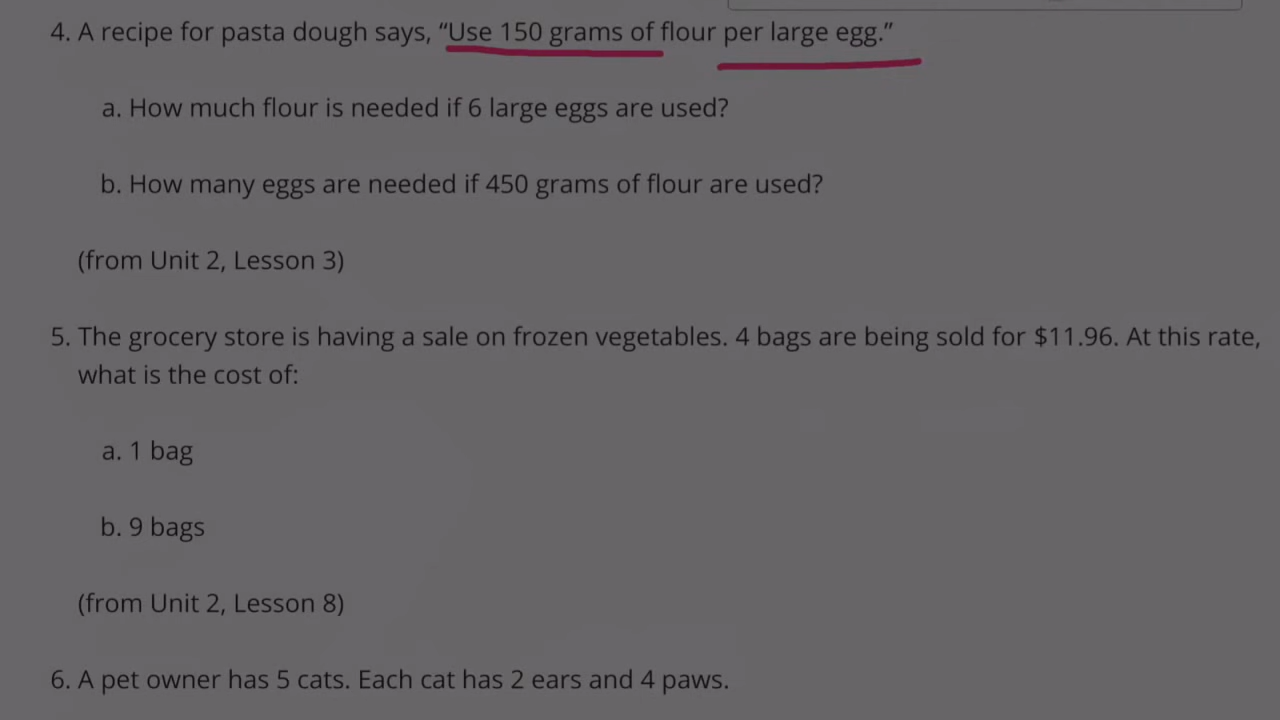 4. A recipe for pasta dough says, “Use 150 grams of flour per large egg.”
a. How much flour is needed if 6 large eggs are used?
b. How many eggs are needed if 450 grams of flour are used?
(from Unit 2, Lesson 3)
5. The grocery store is having a sale on frozen vegetables. 4 bags are being sold for $11.96. At this rate,
what is the cost of:
a. 1 bag
b. 9 bags
(from Unit 2, Lesson 8)
6. A pet owner has 5 cats. Each cat has 2 ears and 4 paws.